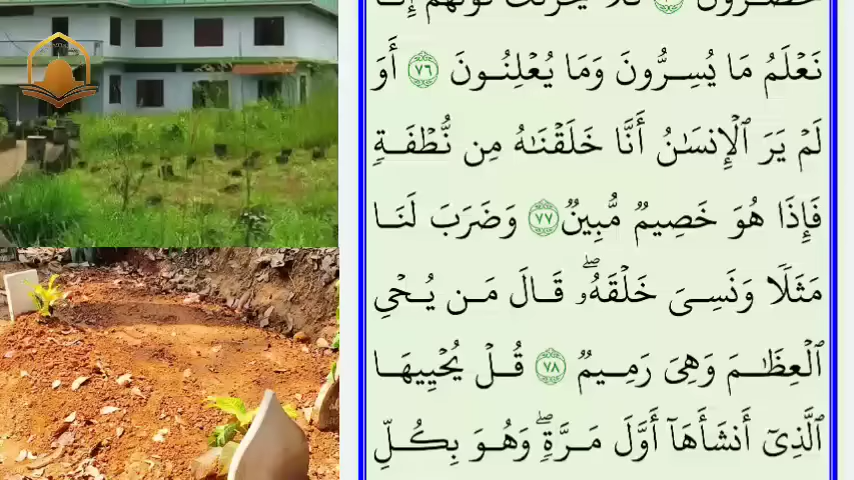 نَعْلَمُ مَا يُسِرُّونَ وَمَا يُعْلِنُونَ ٧٦ أَوَ
لَمْ يَرَ ٱلْإِنسَٰنُ أَنَّا خَلَقْنَٰهُ مِن نُّطْفَةٍ
فَإِذَا هُوَ خَصِيمٌ مُّبِينٌ ٧٧ وَضَرَبَ لَنَا
مَثَلًا وَنَسِىَ خَلْقَهُۥۖ قَالَ مَن يُحْىِ
ٱلْعِظَٰمَ وَهِىَ رَمِيمٌ ٧٨ قُلْ يُحْيِيهَا
ٱلَّذِىٓ أَنشَأَهَآ أَوَّلَ مَرَّةٍۖ وَهُوَ بِكُلِّ